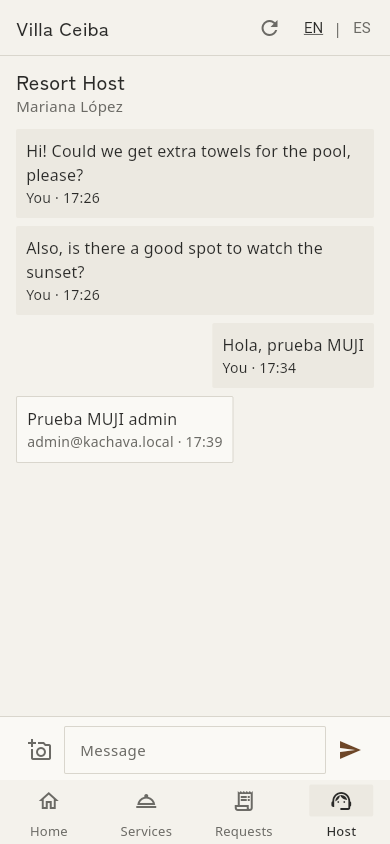 Villa Ceiba
EN | ES
Resort Host
Mariana López
Hi! Could we get extra towels for the pool,
please?
You · 17:26
Also, is there a good spot to watch the
sunset?
You · 17:26
Hola, prueba MUJI
You · 17:34
Prueba MUJI admin
admin@kachava.local · 17:39
Message
Home Services Requests Host